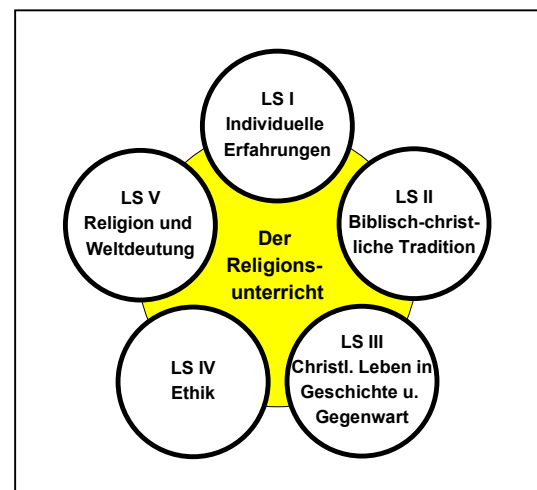 LS I
Individuelle
Erfahrungen
LS II
Biblisch-christ-
liche Tradition
LS III
Christl. Leben in
Geschichte u.
Gegenwart
LS IV
Ethik
LS V
Religion und
Weltdeutung
Der
Religions-
unterricht